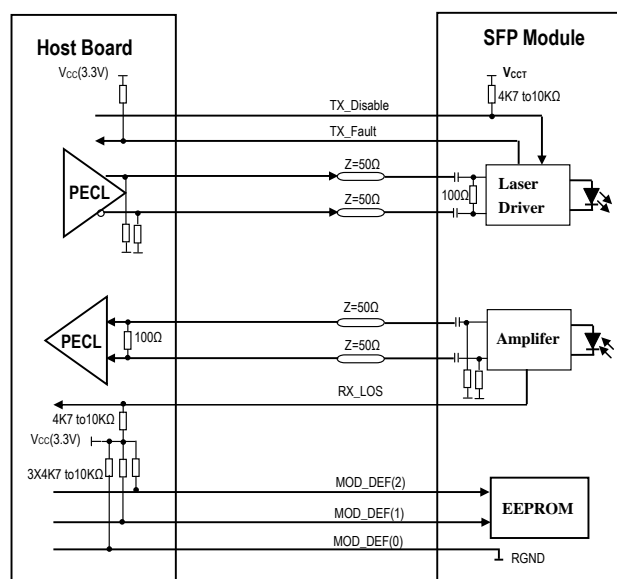 Host Board
SFP Module
Vcc(3.3V)
VCCT
4K7 to10KΩ
TX_Disable
TX_Fault
Z=50Ω
PECL
Z=50Ω
100Ω
Laser
Driver
Z=50Ω
PECL
100Ω
Z=50Ω
Amplifer
RX_LOS
4K7 to10KΩ
Vcc(3.3V)
3X4K7 to10KΩ
MOD_DEF(2)
MOD_DEF(1)
EEPROM
MOD_DEF(0)
RGND